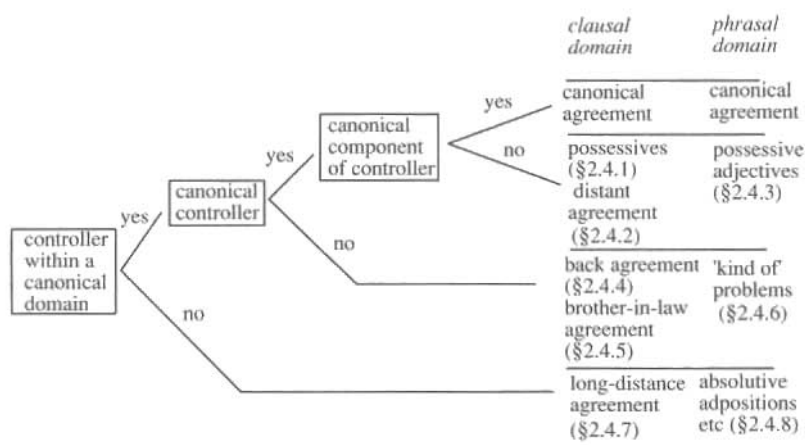 clausal domain
phrasal domain
yes
canonical agreement
canonical agreement
canonical component of controller
yes
no
possessives (§2.4.1)
distant agreement (§2.4.2)
possessive adjectives (§2.4.3)
canonical controller
yes
no
controller within a canonical domain
back agreement (§2.4.4)
brother-in-law agreement (§2.4.5)
'kind of' problems (§2.4.6)
no
long-distance agreement (§2.4.7)
absolutive adpositions etc (§2.4.8)